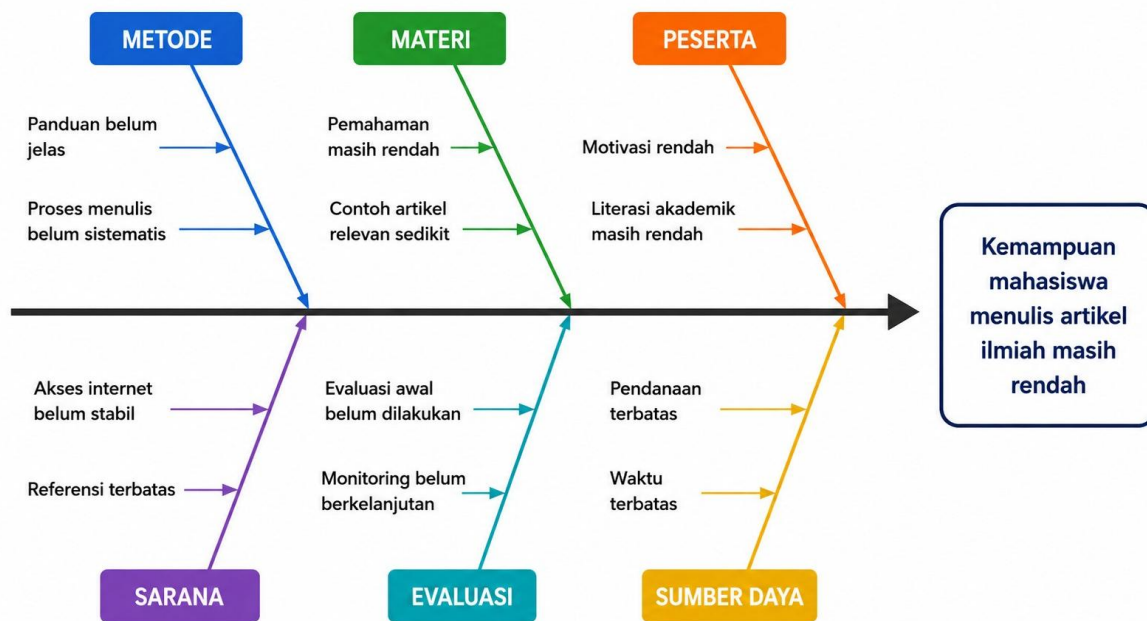 METODE
MATERI
PESERTA
Panduan belum
jelas
Proses menulis
belum sistematis
Pemahaman
masih rendah
Contoh artikel
relevan sedikit
Motivasi rendah
Literasi akademik
masih rendah
Kemampuan
mahasiswa
menulis artikel
ilmiah masih
rendah
Akses internet
belum stabil
Referensi terbatas
Evaluasi awal
belum dilakukan
Monitoring belum
berkelanjutan
Pendanaan
terbatas
Waktu
terbatas
SARANA
EVALUASI
SUMBER DAYA